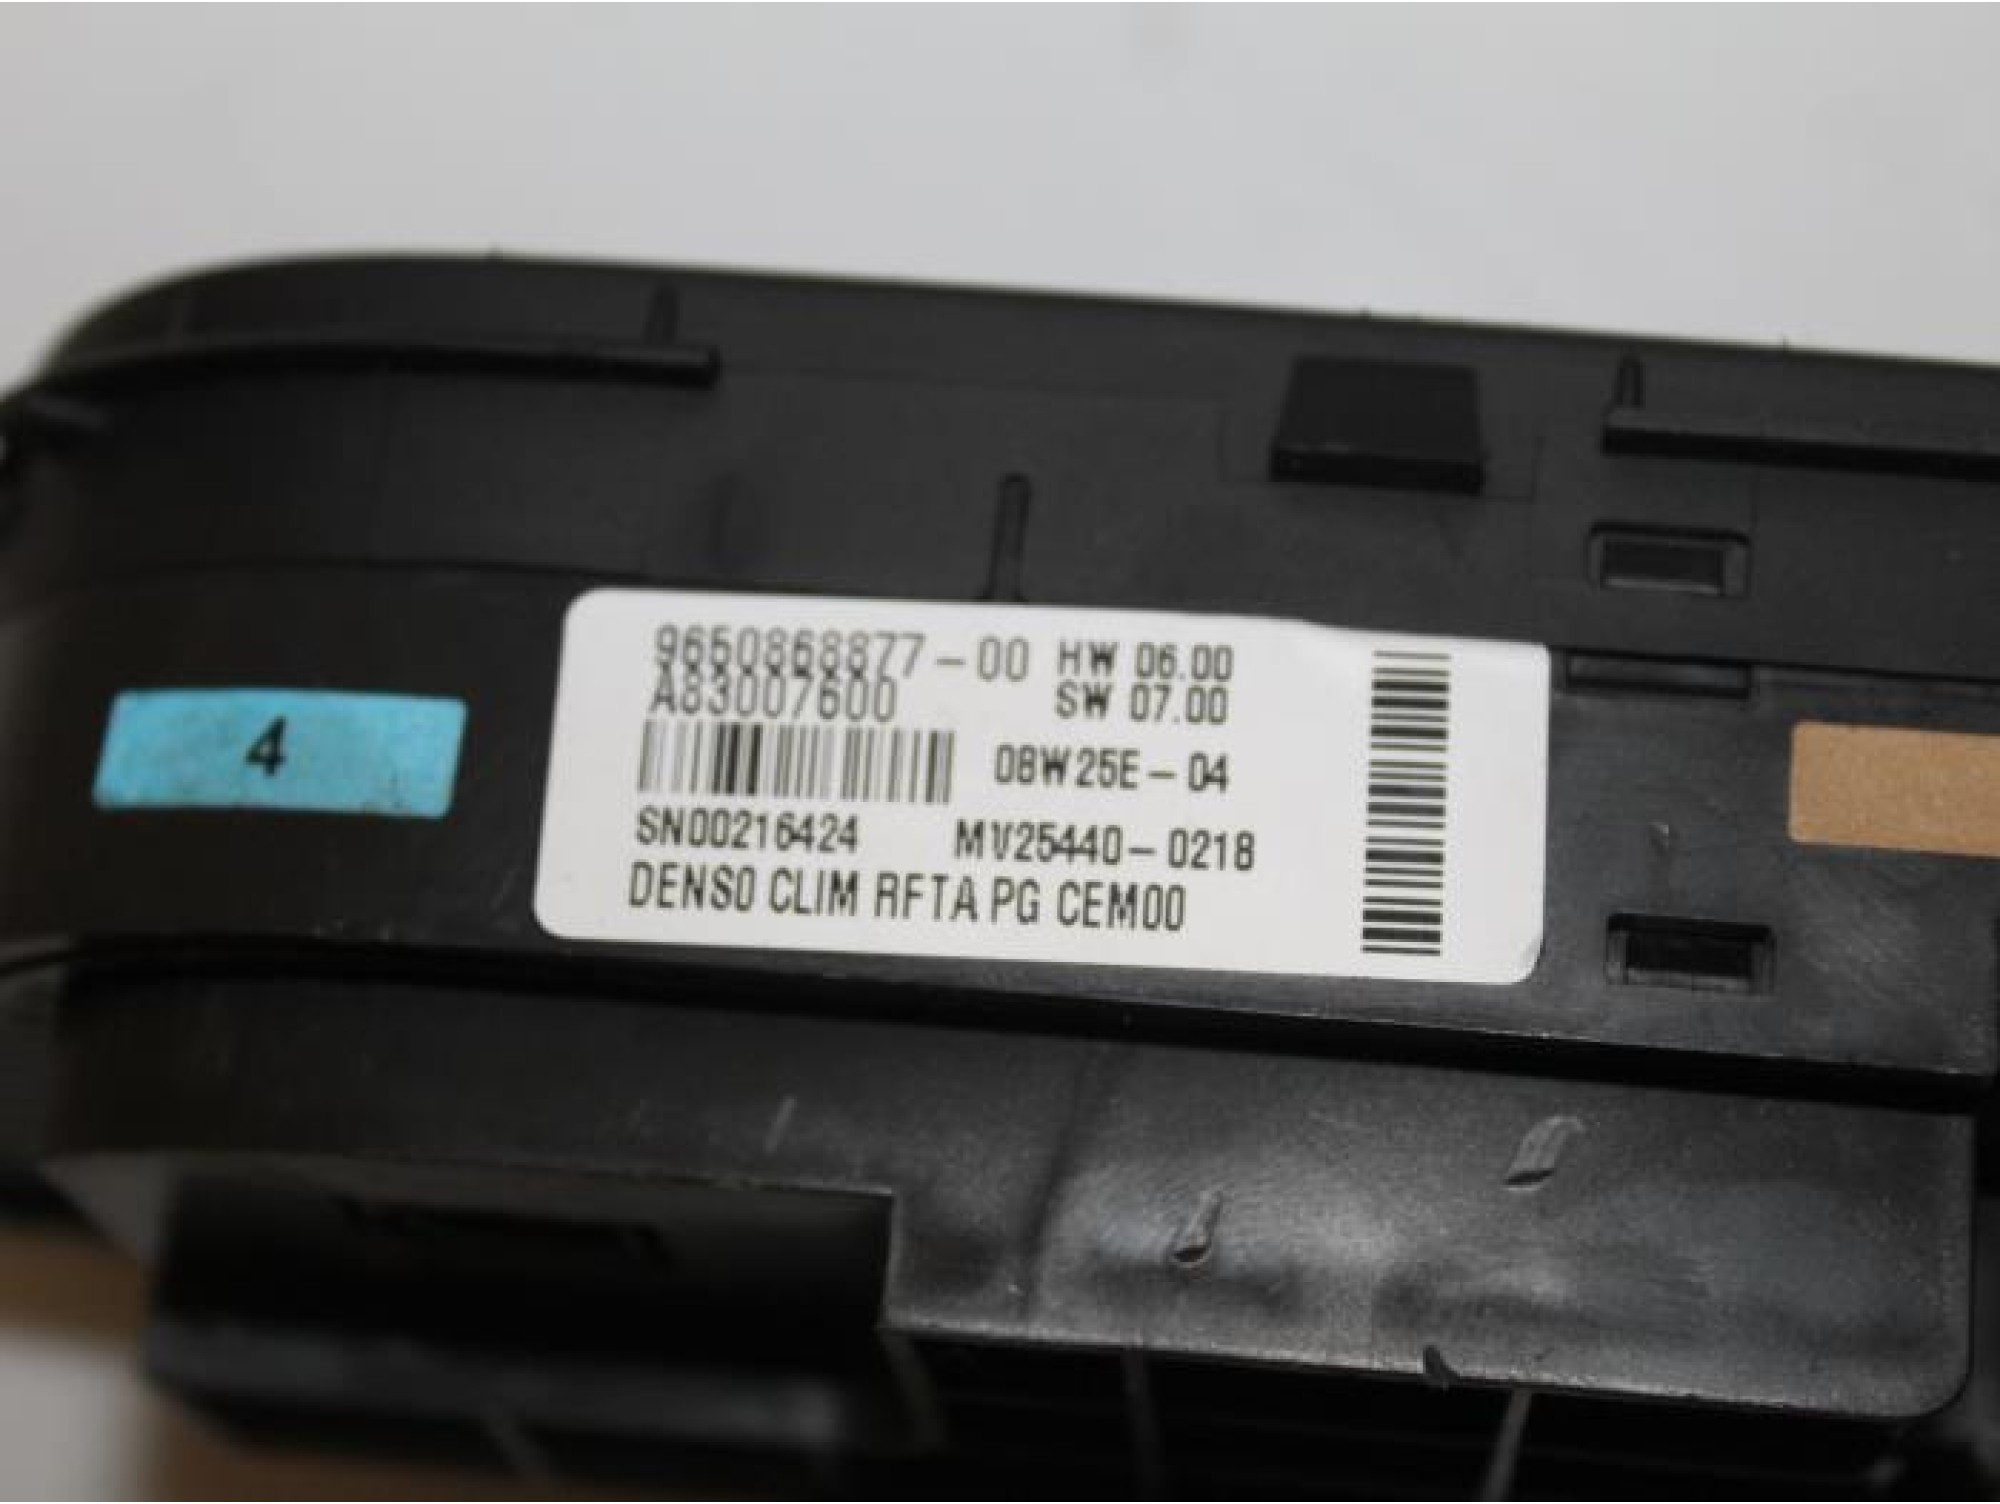 9650868877-00 HW 06.00
A83007600 SW 07.00
08W25E-04
SN00216424 MV25440-0218
DENSO CLIM RFTA PG CEM00
4